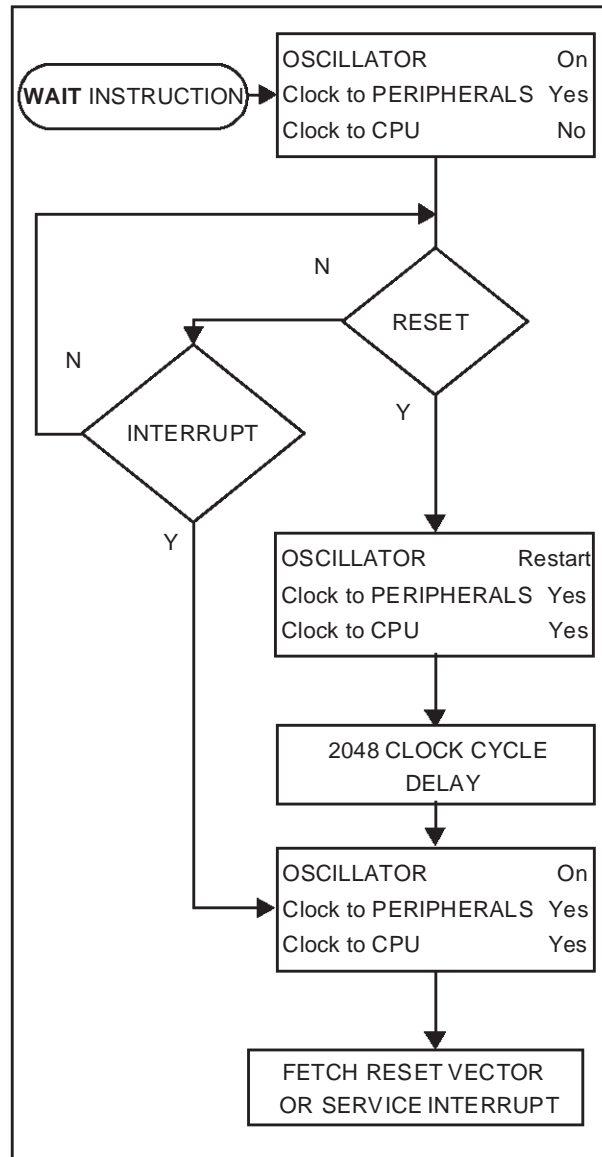 WAIT INSTRUCTION
OSCILLATOR On
Clock to PERIPHERALS Yes
Clock to CPU No
N
RESET
N
INTERRUPT
Y
Y
OSCILLATOR Restart
Clock to PERIPHERALS Yes
Clock to CPU Yes
2048 CLOCK CYCLE
DELAY
OSCILLATOR On
Clock to PERIPHERALS Yes
Clock to CPU Yes
FETCH RESET VECTOR
OR SERVICE INTERRUPT